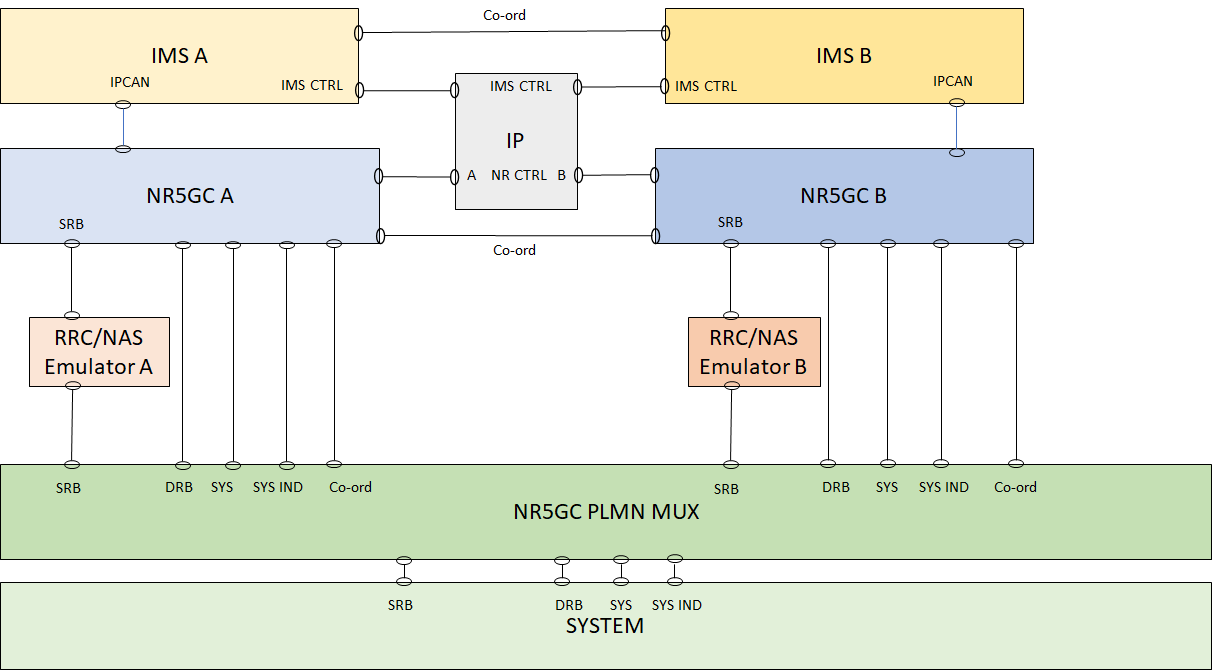 Co-ord
IMS A
IMS B
IPCAN
IMS CTRL
IMS CTRL
IMS CTRL
IPCAN
IP
A NR CTRL B
NR5GC A
NR5GC B
SRB
SRB
Co-ord
RRC/NAS
Emulator A
RRC/NAS
Emulator B
SRB DRB SYS SYS IND Co-ord
SRB DRB SYS SYS IND Co-ord
NR5GC PLMN MUX
SRB DRB SYS SYS IND
SYSTEM